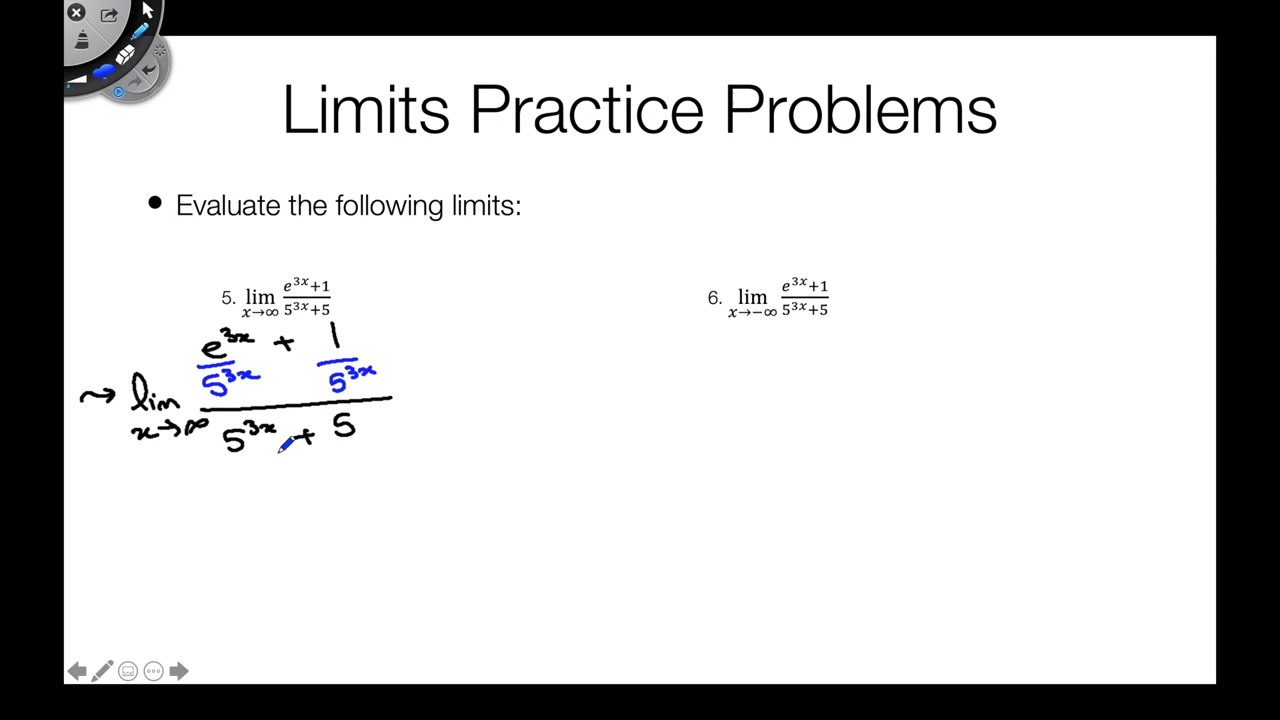 Limits Practice Problems
• Evaluate the following limits:
5. lim x→∞ (e^{3x}+1)/(5^{3x}+5)
6. lim x→−∞ (e^{3x}+1)/(5^{3x}+5)
⇝ lim x→∞ (e^{3x}/5^{3x} + 1/5^{3x})/(5^{3x} + 5)